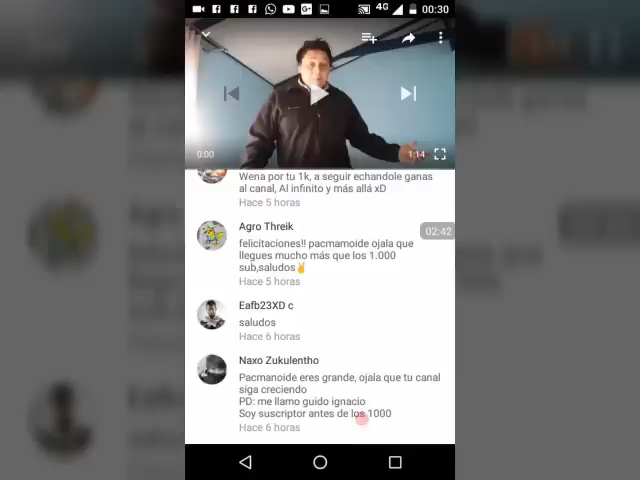 4G 00:30
0:00 1:14
Wena por tu 1k, a seguir echandole ganas
al canal, Al infinito y más allá xD
Hace 5 horas
Agro Threik
02:42
felicitaciones!! pacmamoide ojala que
llegues mucho más que los 1.000
sub,saludos✌
Hace 5 horas
Eafb23XD c
saludos
Hace 6 horas
Naxo Zukulentho
Pacmanoide eres grande, ojala que tu canal
siga creciendo
PD: me llamo guido ignacio
Soy suscriptor antes de los 1000
Hace 6 horas